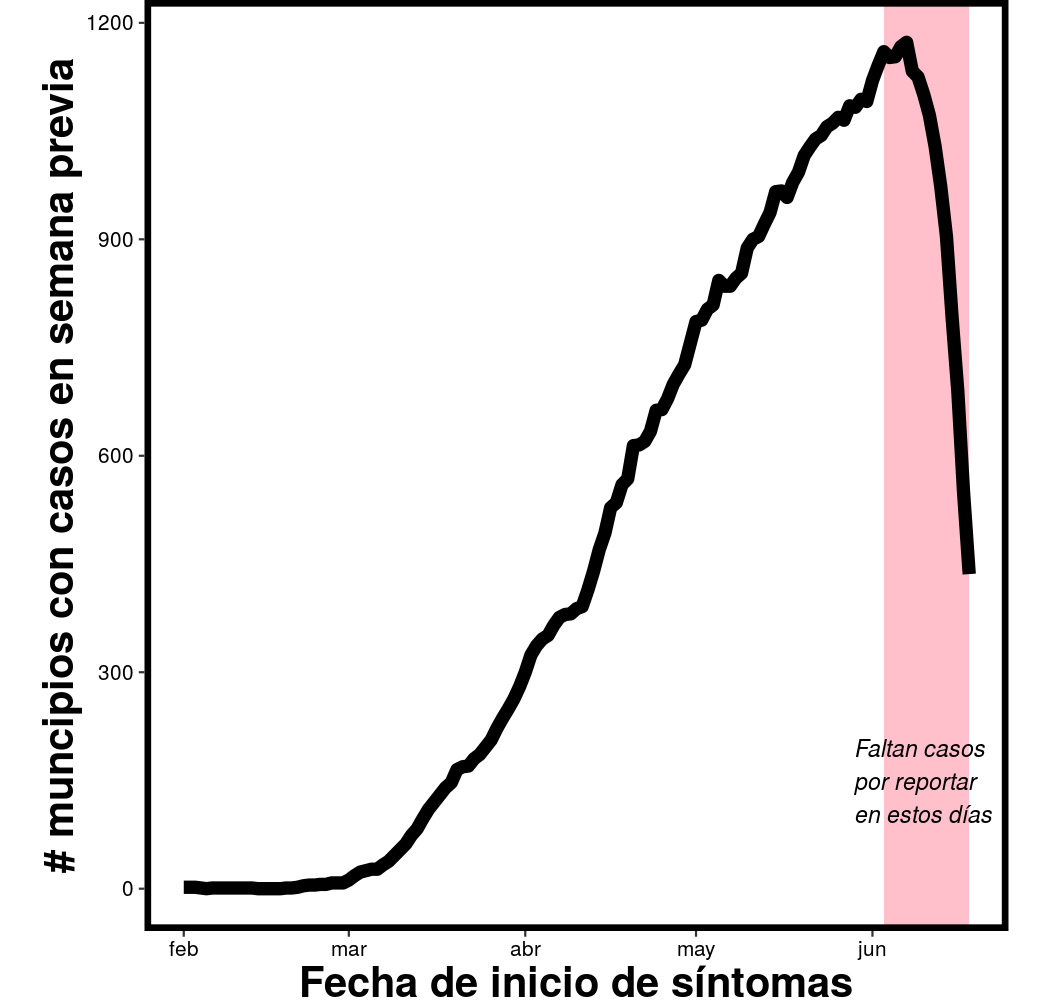 # muncipios con casos en semana previa
1200
900
600
300
0
Faltan casos
por reportar
en estos días
feb mar abr may jun
Fecha de inicio de síntomas